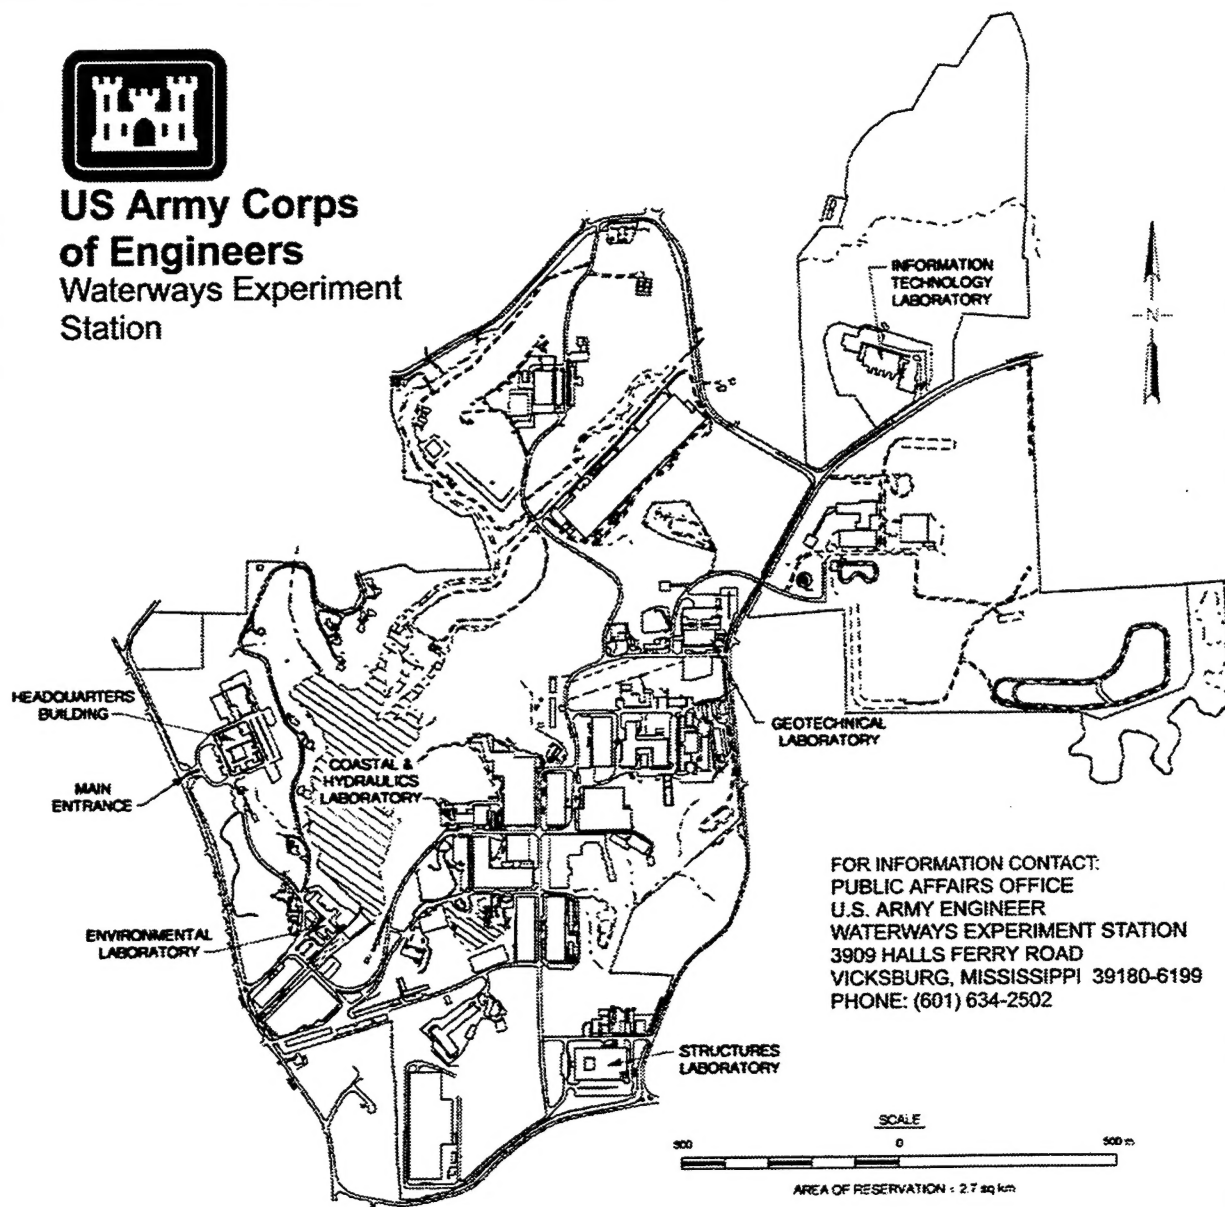 US Army Corps
of Engineers
Waterways Experiment
Station
INFORMATION
TECHNOLOGY
LABORATORY
-N-
HEADQUARTERS
BUILDING
MAIN
ENTRANCE
COASTAL &
HYDRAULICS
LABORATORY
GEOTECHNICAL
LABORATORY
ENVIRONMENTAL
LABORATORY
STRUCTURES
LABORATORY
FOR INFORMATION CONTACT:
PUBLIC AFFAIRS OFFICE
U.S. ARMY ENGINEER
WATERWAYS EXPERIMENT STATION
3909 HALLS FERRY ROAD
VICKSBURG, MISSISSIPPI 39180-6199
PHONE: (601) 634-2502
SCALE
500 0 500 m
AREA OF RESERVATION = 2.7 sq km